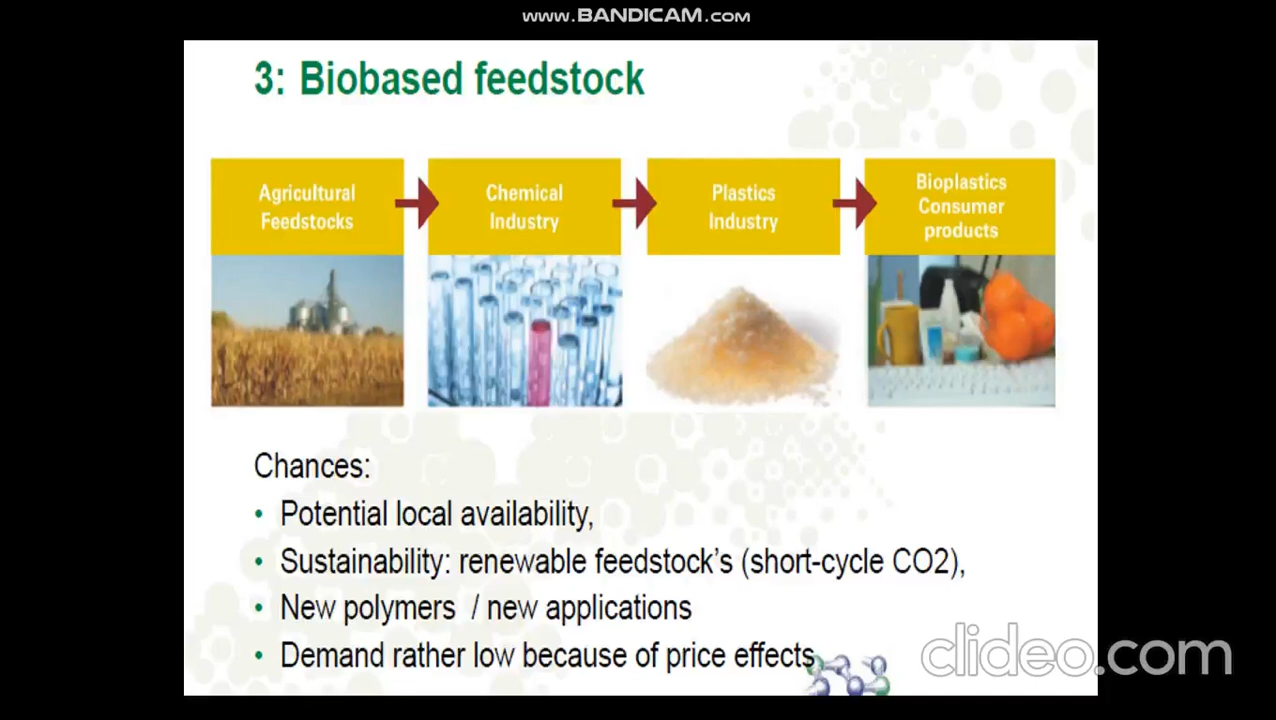 www.BANDICAM.com
3: Biobased feedstock
Agricultural
Feedstocks
Chemical
Industry
Plastics
Industry
Bioplastics
Consumer
products
Chances:
• Potential local availability,
• Sustainability: renewable feedstock’s (short-cycle CO2),
• New polymers / new applications
• Demand rather low because of price effects
clideo.com